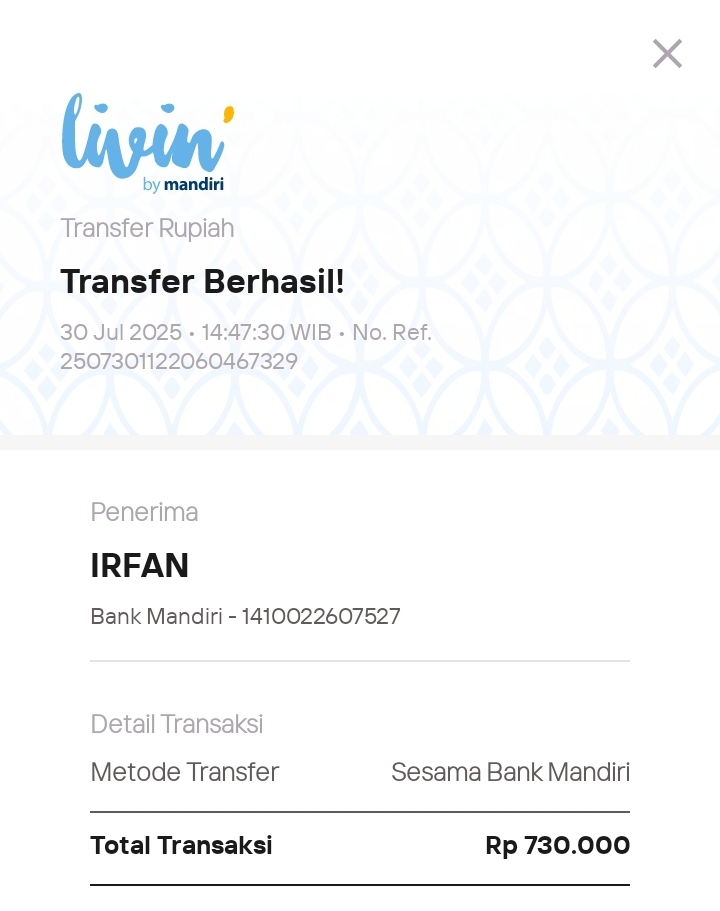 livin'
by mandiri
Transfer Rupiah
Transfer Berhasil!
30 Jul 2025 • 14:47:30 WIB • No. Ref.
2507301122060467329
Penerima
IRFAN
Bank Mandiri - 1410022607527
Detail Transaksi
Metode Transfer Sesama Bank Mandiri
Total Transaksi Rp 730.000